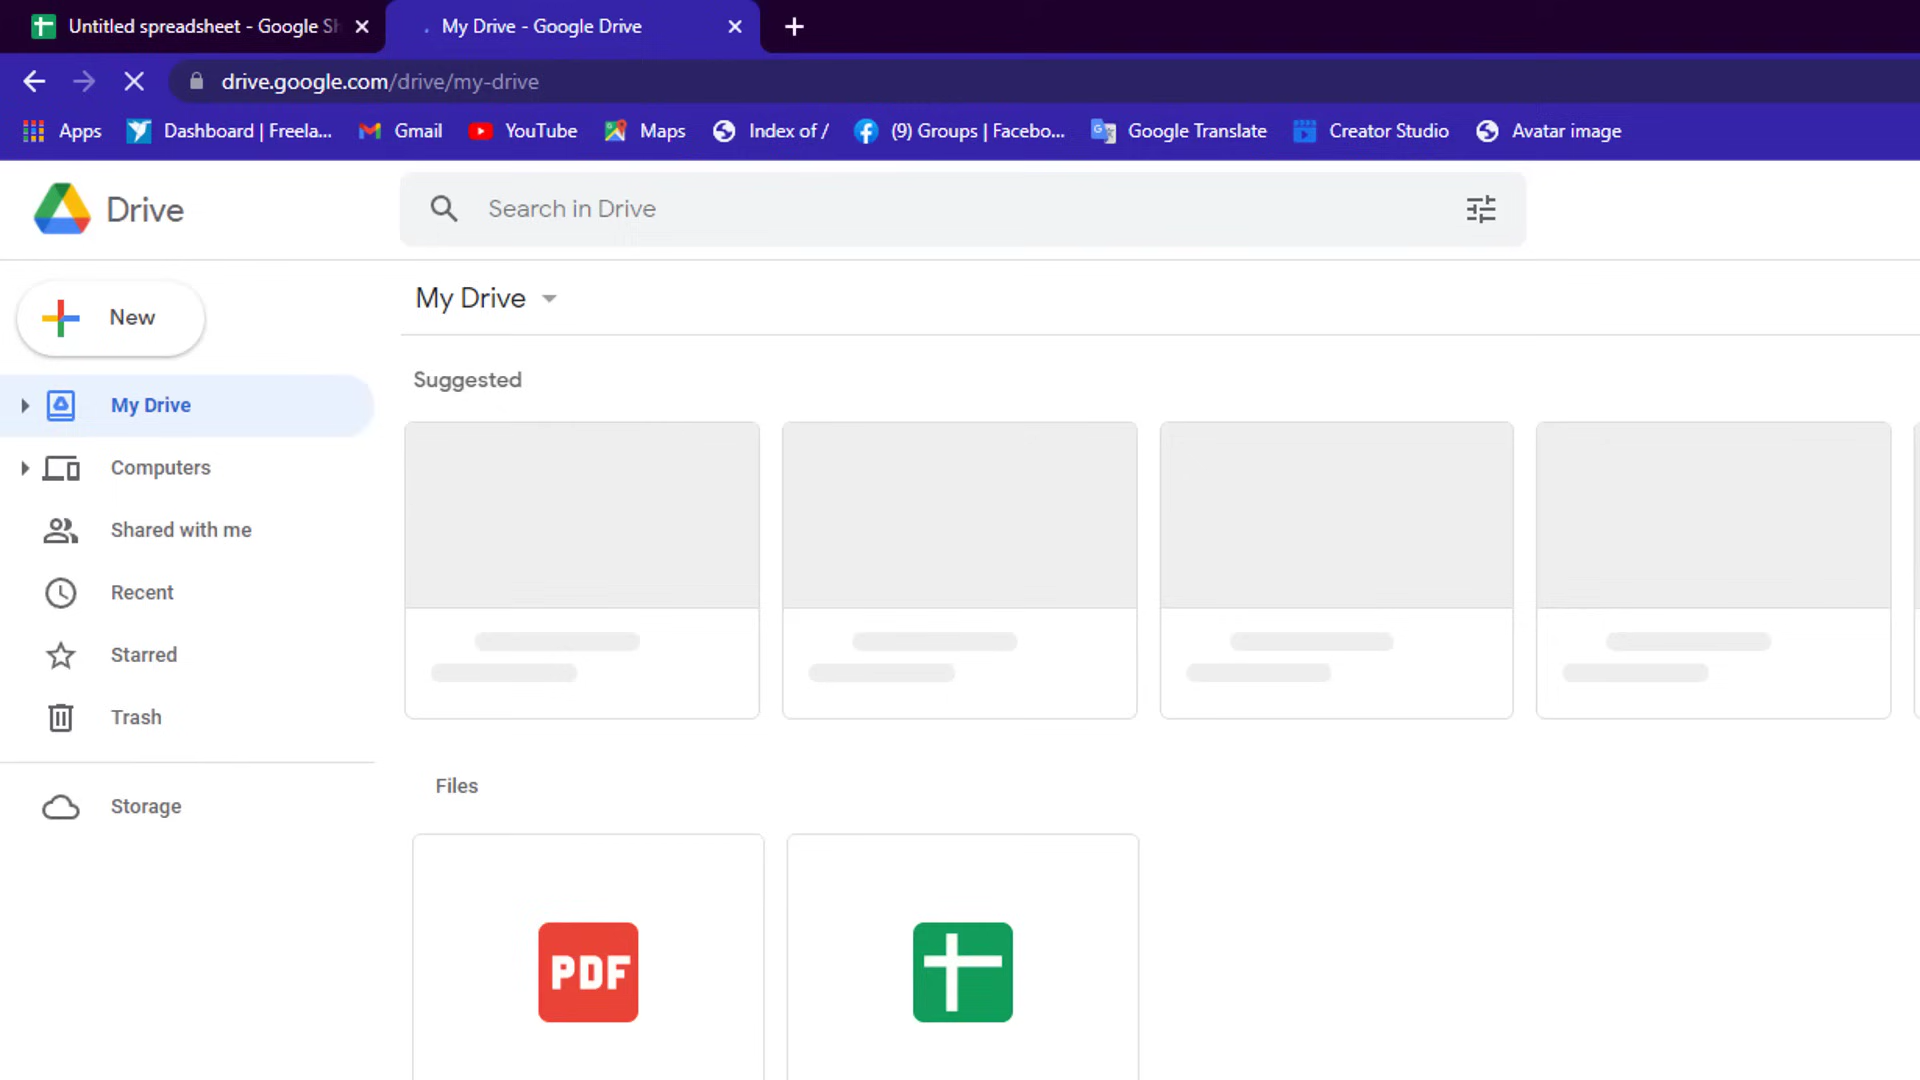 Untitled spreadsheet - Google Sh
My Drive - Google Drive
drive.google.com/drive/my-drive
Apps
Dashboard | Freela...
Gmail
YouTube
Maps
Index of /
(9) Groups | Facebo...
Google Translate
Creator Studio
Avatar image
Drive
Search in Drive
New
My Drive
My Drive
Computers
Shared with me
Recent
Starred
Trash
Storage
Suggested
Files
PDF